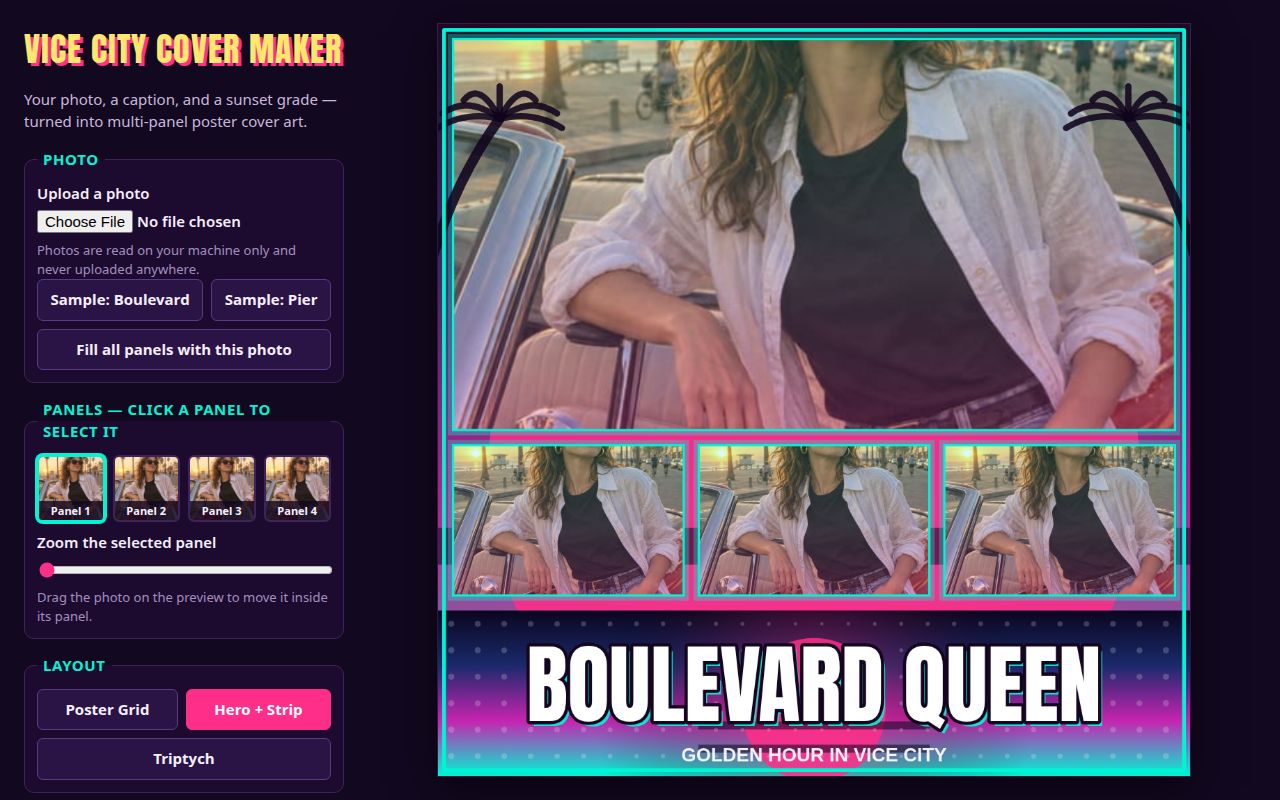 VICE CITY COVER MAKER
Your photo, a caption, and a sunset grade —
turned into multi-panel poster cover art.
PHOTO
Upload a photo
Choose File No file chosen
Photos are read on your machine only and
never uploaded anywhere.
Sample: Boulevard
Sample: Pier
Fill all panels with this photo
PANELS — CLICK A PANEL TO
SELECT IT
Panel 1
Panel 2
Panel 3
Panel 4
Zoom the selected panel
Drag the photo on the preview to move it inside
its panel.
LAYOUT
Poster Grid
Hero + Strip
Triptych
BOULEVARD QUEEN
GOLDEN HOUR IN VICE CITY